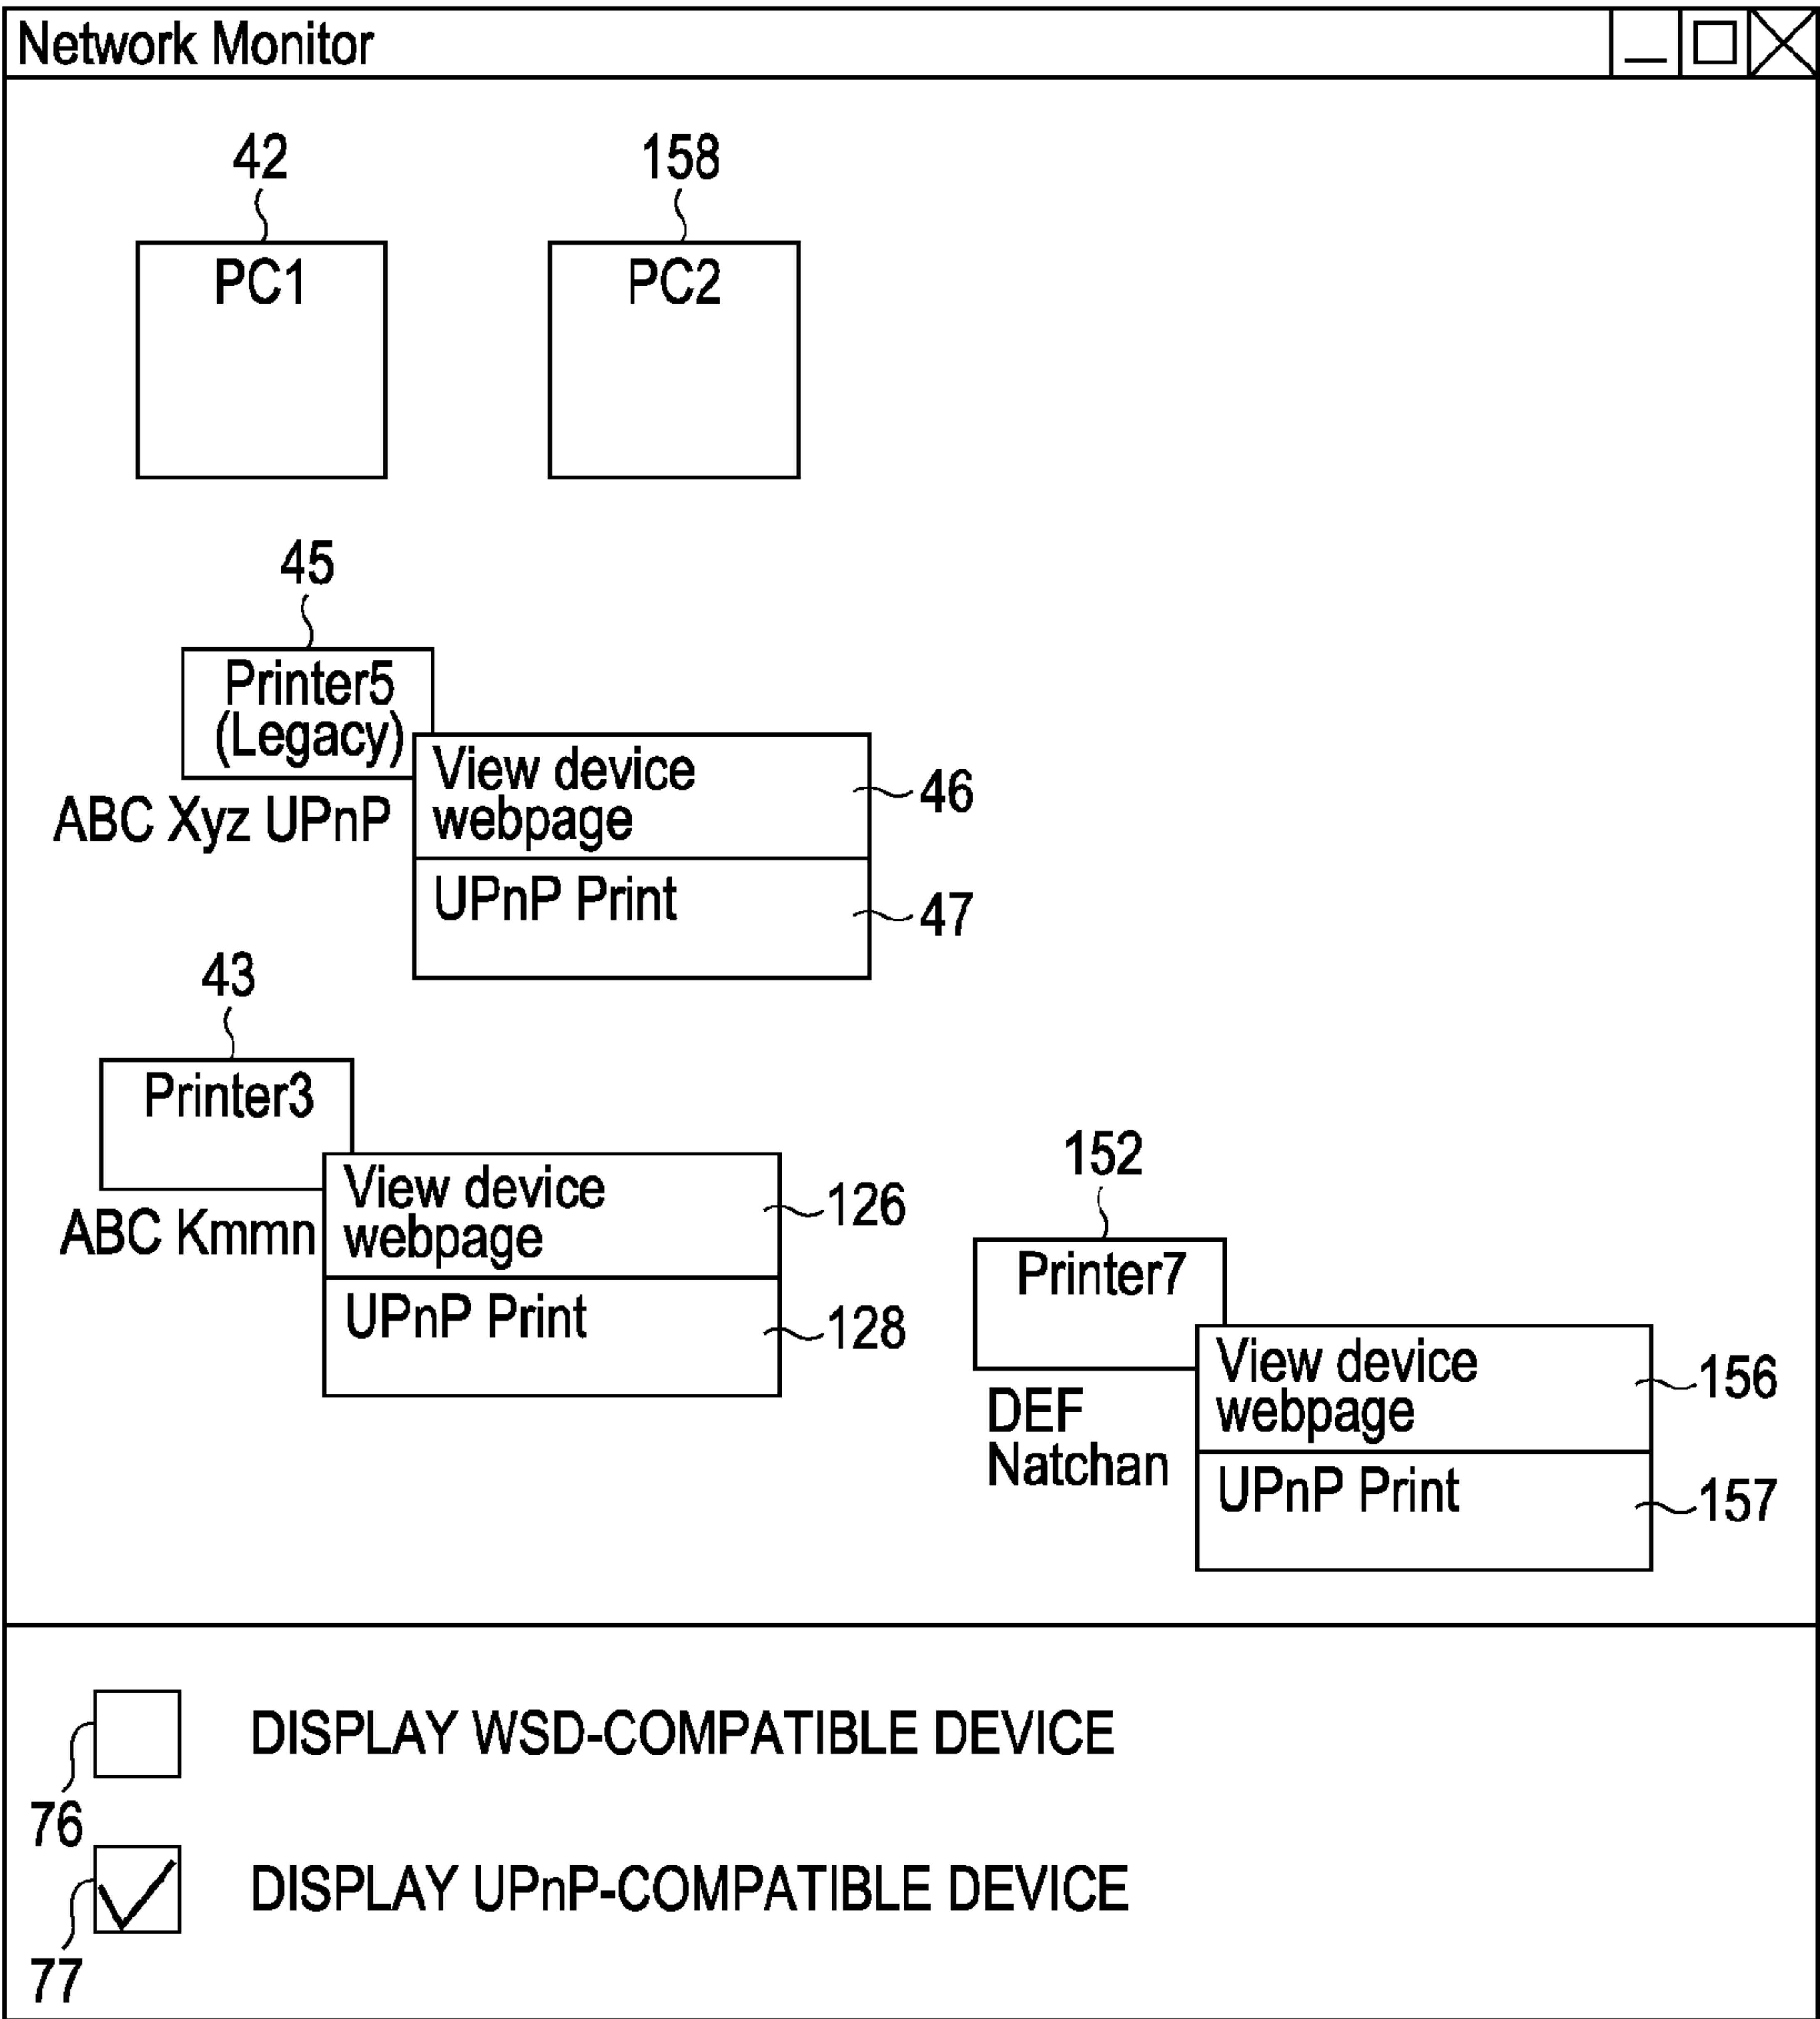 Network Monitor
42
158
PC1
PC2
45
Printer5
(Legacy)
View device
webpage
46
ABC Xyz UPnP
UPnP Print
47
43
Printer3
View device
webpage
126
ABC Kmmn
UPnP Print
128
152
Printer7
View device
webpage
156
DEF
Natchan
UPnP Print
157
DISPLAY WSD-COMPATIBLE DEVICE
76
DISPLAY UPnP-COMPATIBLE DEVICE
77